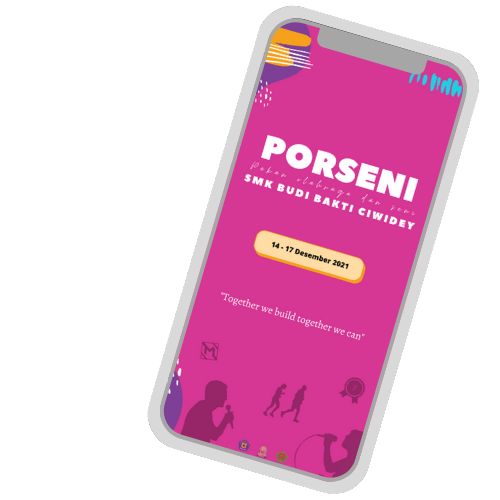 PORSENI
Pekan olahraga dan seni
SMK BUDI BAKTI CIWIDEY
14 - 17 Desember 2021
"Together we build together we can"